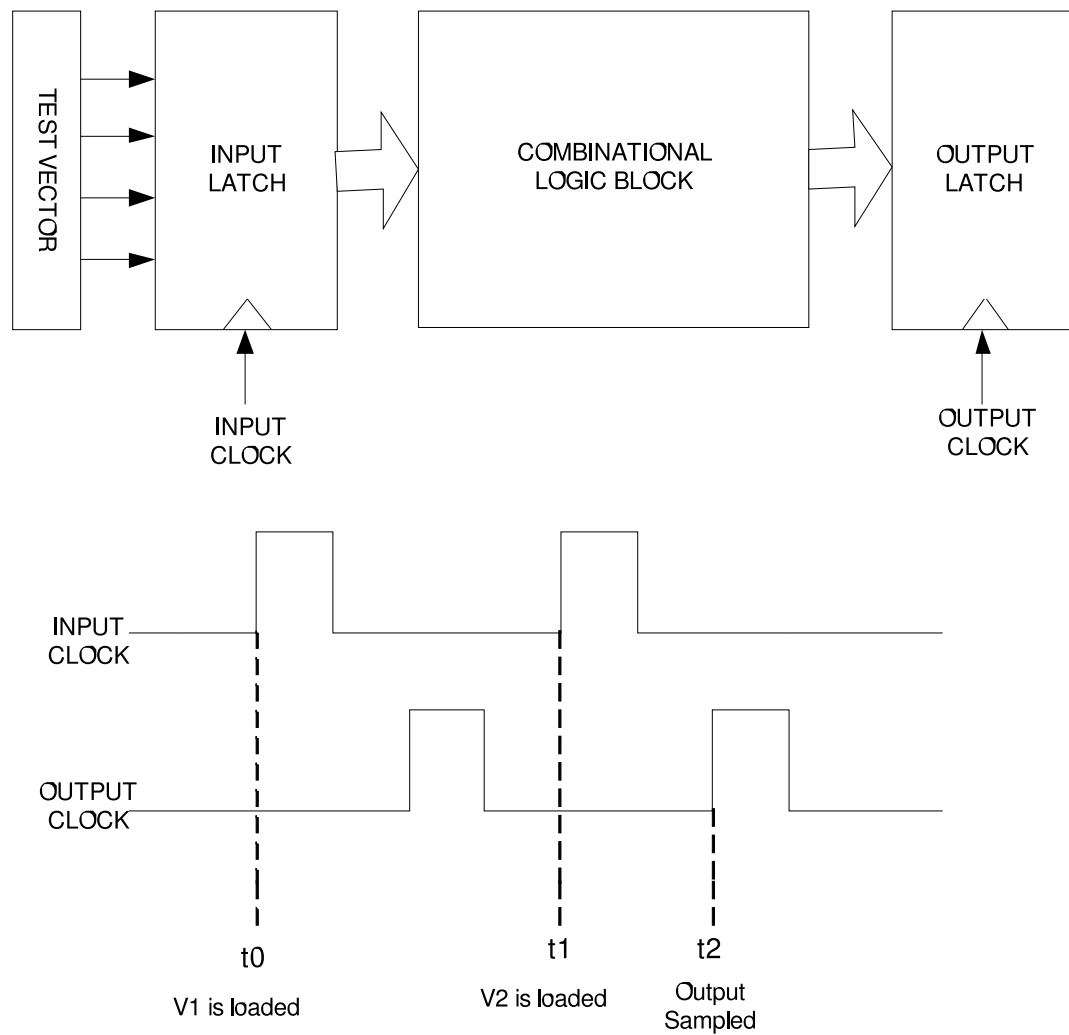 TEST VECTOR
INPUT
LATCH
COMBINATIONAL
LOGIC BLOCK
OUTPUT
LATCH
INPUT
CLOCK
OUTPUT
CLOCK
INPUT
CLOCK
OUTPUT
CLOCK
t0
t1
t2
V1 is loaded
V2 is loaded
Output
Sampled